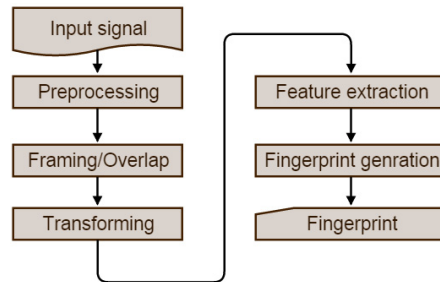 Input signal
Preprocessing
Framing/Overlap
Transforming
Feature extraction
Fingerprint genration
Fingerprint